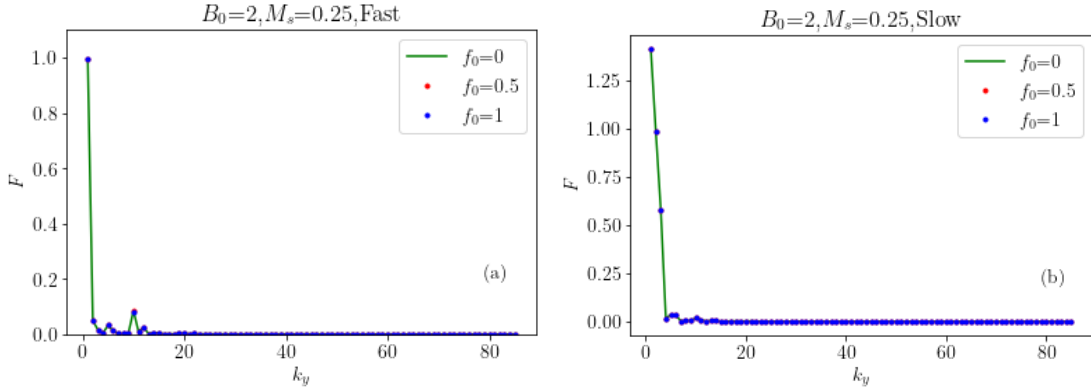 B₀=2,Mₛ=0.25,Fast
1.0
0.8
0.6
0.4
0.2
0.0
F
f₀=0
f₀=0.5
f₀=1
(a)
0 20 40 60 80
k_y
B₀=2,Mₛ=0.25,Slow
1.25
1.00
0.75
0.50
0.25
0.00
F
f₀=0
f₀=0.5
f₀=1
(b)
0 20 40 60 80
k_y